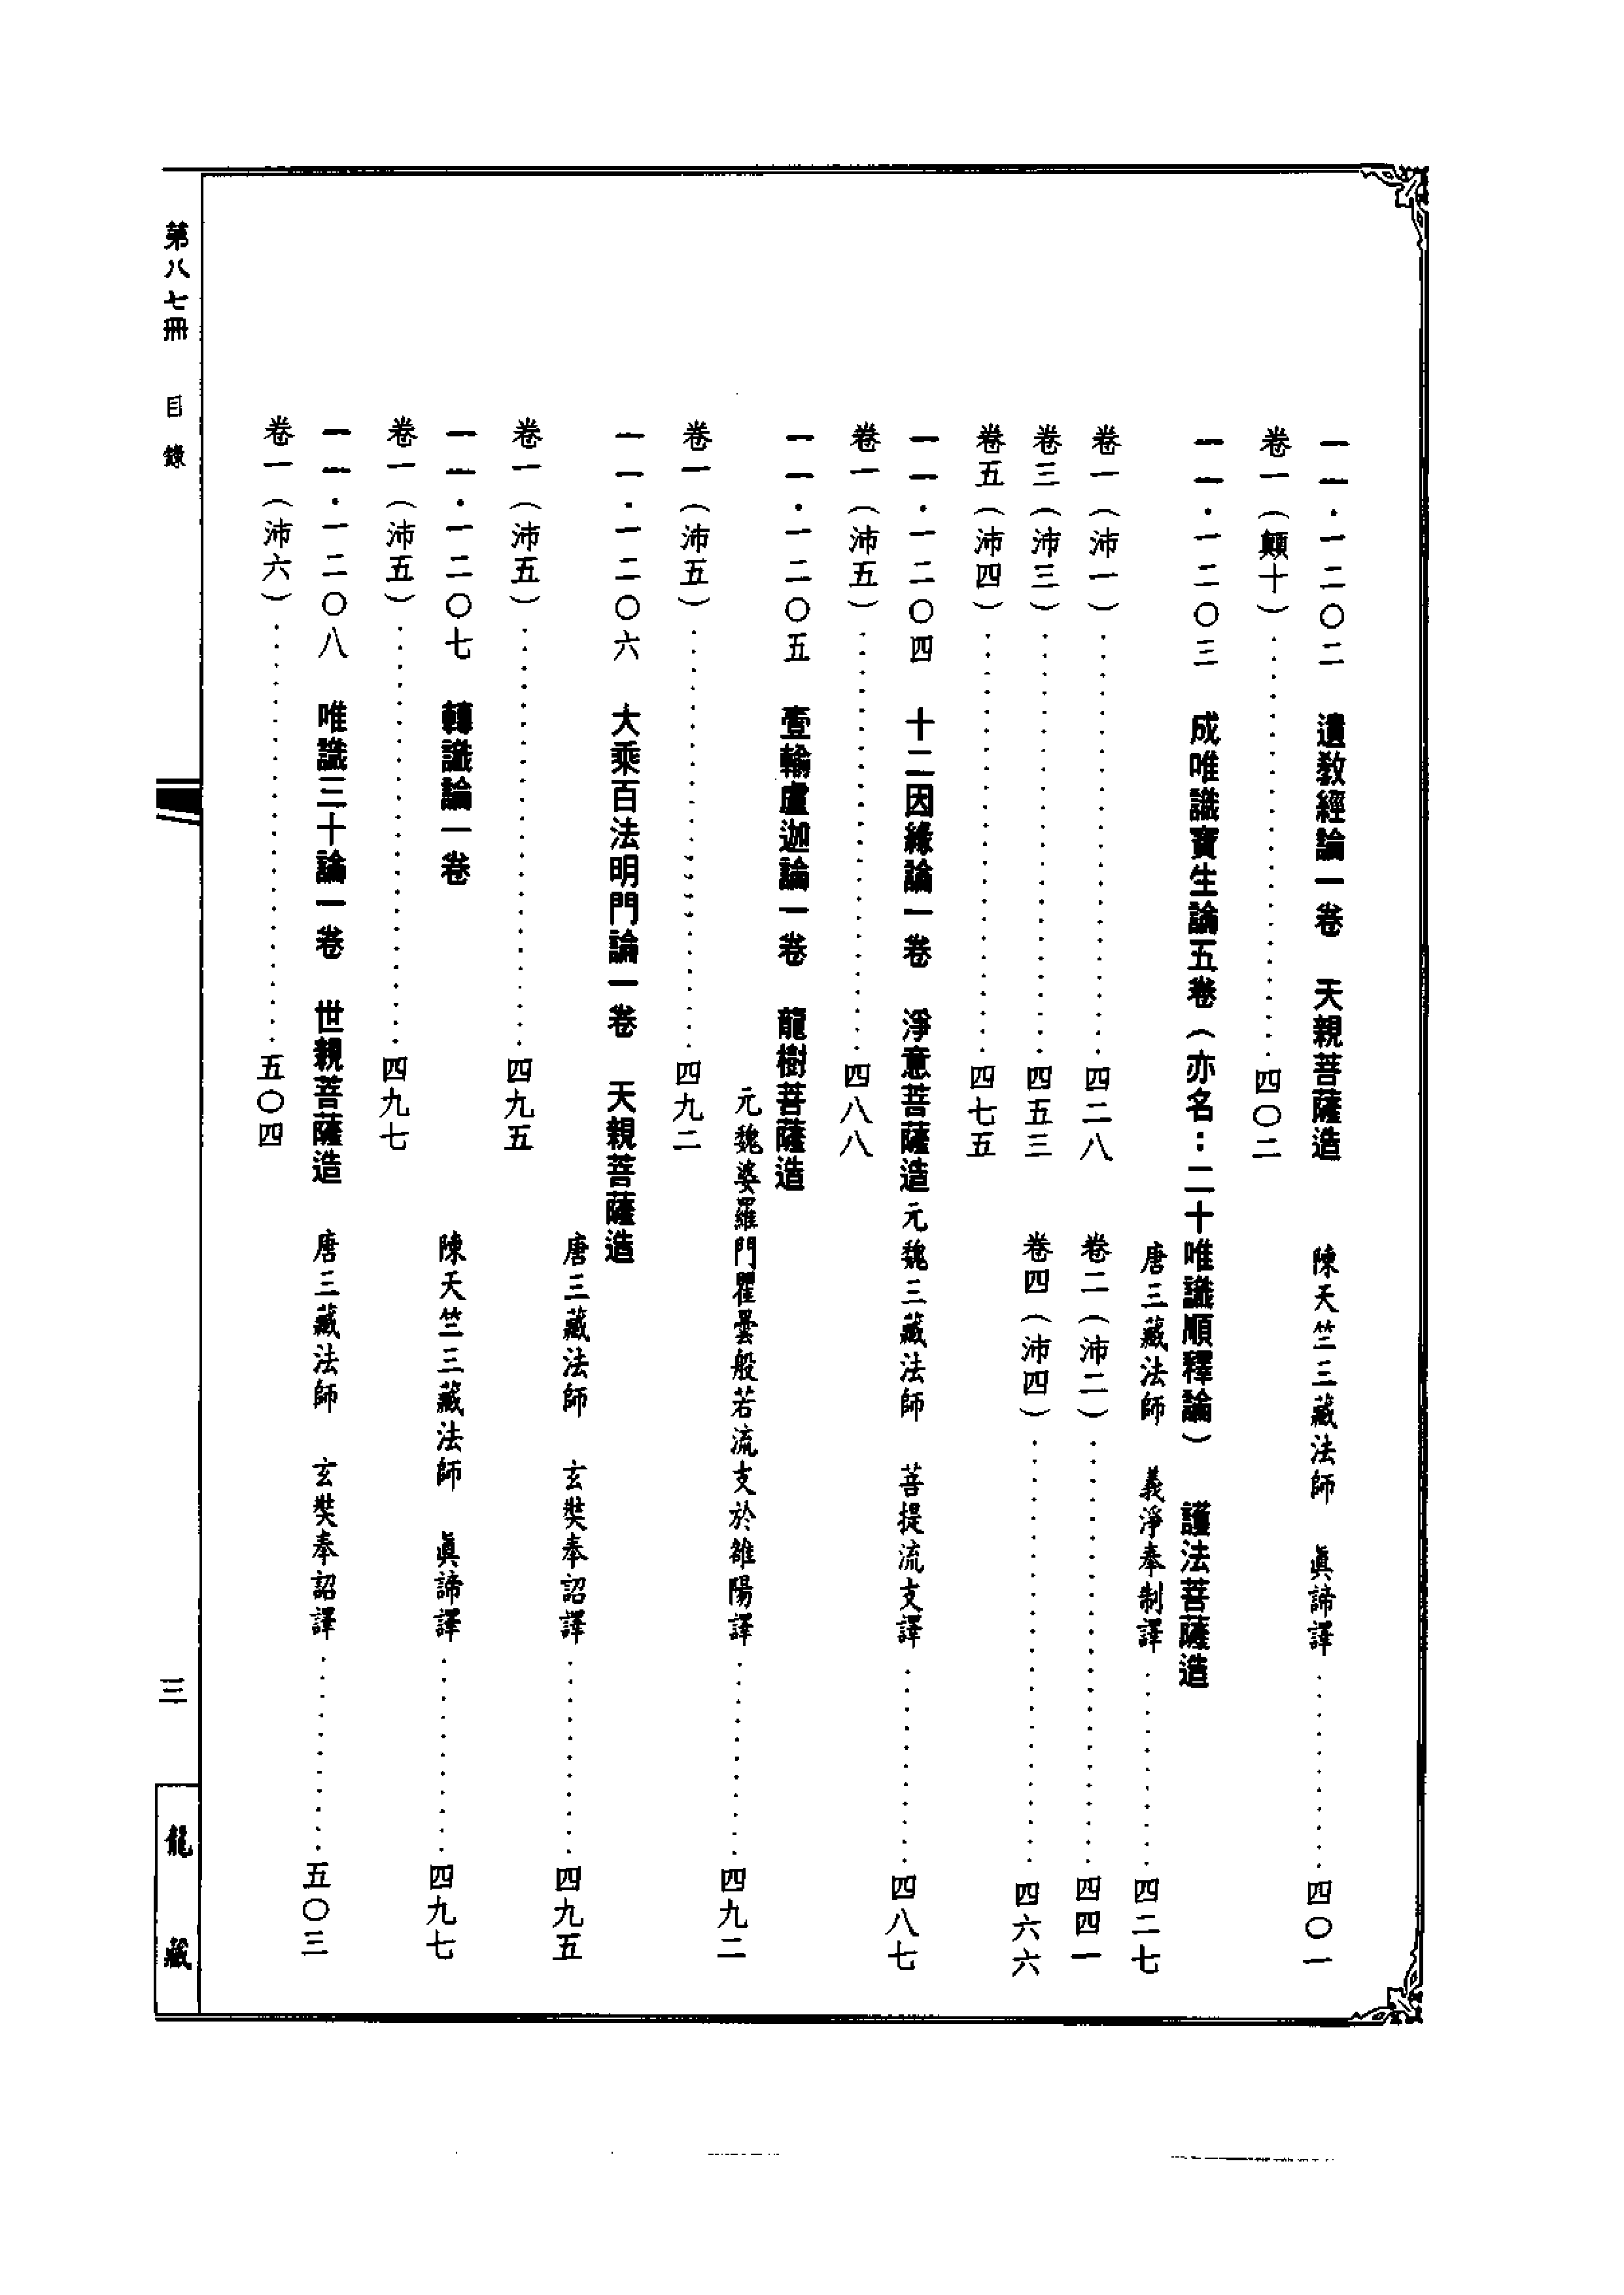 一一·一二〇二　遺教經論一卷　天親菩薩造　陳天竺三藏法師　眞諦譯……四〇一
卷一（顛十）……四〇二
一一·一二〇三　成唯識寶生論五卷（亦名：二十唯識順釋論）　護法菩薩造
唐三藏法師　義淨奉制譯……四二七
卷一（沛一）……四二八　卷二（沛二）……四四一
卷三（沛三）……四五三　卷四（沛四）……四六六
卷五（沛四）……四七五
一一·一二〇四　十二因緣論一卷　淨意菩薩造　元魏三藏法師　菩提流支譯……四八七
卷一（沛五）……四八八
一一·一二〇五　壹輸盧迦論一卷　龍樹菩薩造
元魏婆羅門瞿曇般若流支於雒陽譯……四九二
卷一（沛五）……四九二
一一·一二〇六　大乘百法明門論一卷　天親菩薩造
唐三藏法師　玄奘奉詔譯……四九五
卷一（沛五）……四九五
一一·一二〇七　轉識論一卷　陳天竺三藏法師　眞諦譯……四九七
卷一（沛五）……四九七
一一·一二〇八　唯識三十論一卷　世親菩薩造　唐三藏法師　玄奘奉詔譯……五〇三
卷一（沛六）……五〇四
第八七冊　目錄　三　龍藏